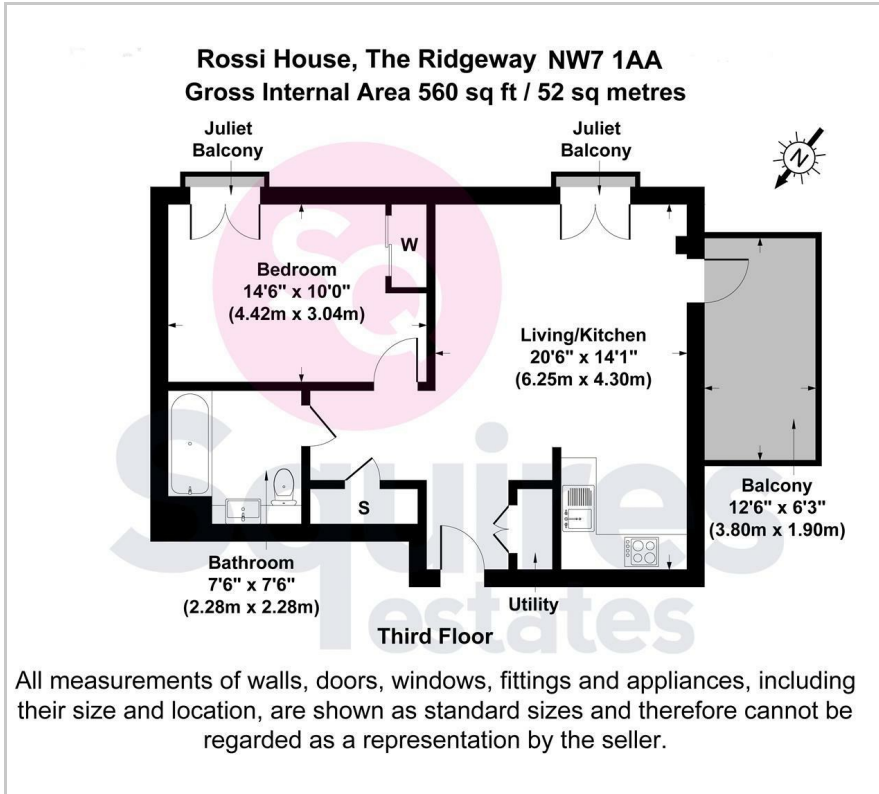 Rossi House, The Ridgeway NW7 1AA
Gross Internal Area 560 sq ft / 52 sq metres
Juliet
Balcony
Juliet
Balcony
N
W
Bedroom
14'6" x 10'0"
(4.42m x 3.04m)
Living/Kitchen
20'6" x 14'1"
(6.25m x 4.30m)
SQ
Squires
estates
S
Balcony
12'6" x 6'3"
(3.80m x 1.90m)
Bathroom
7'6" x 7'6"
(2.28m x 2.28m)
Utility
Third Floor
All measurements of walls, doors, windows, fittings and appliances, including
their size and location, are shown as standard sizes and therefore cannot be
regarded as a representation by the seller.